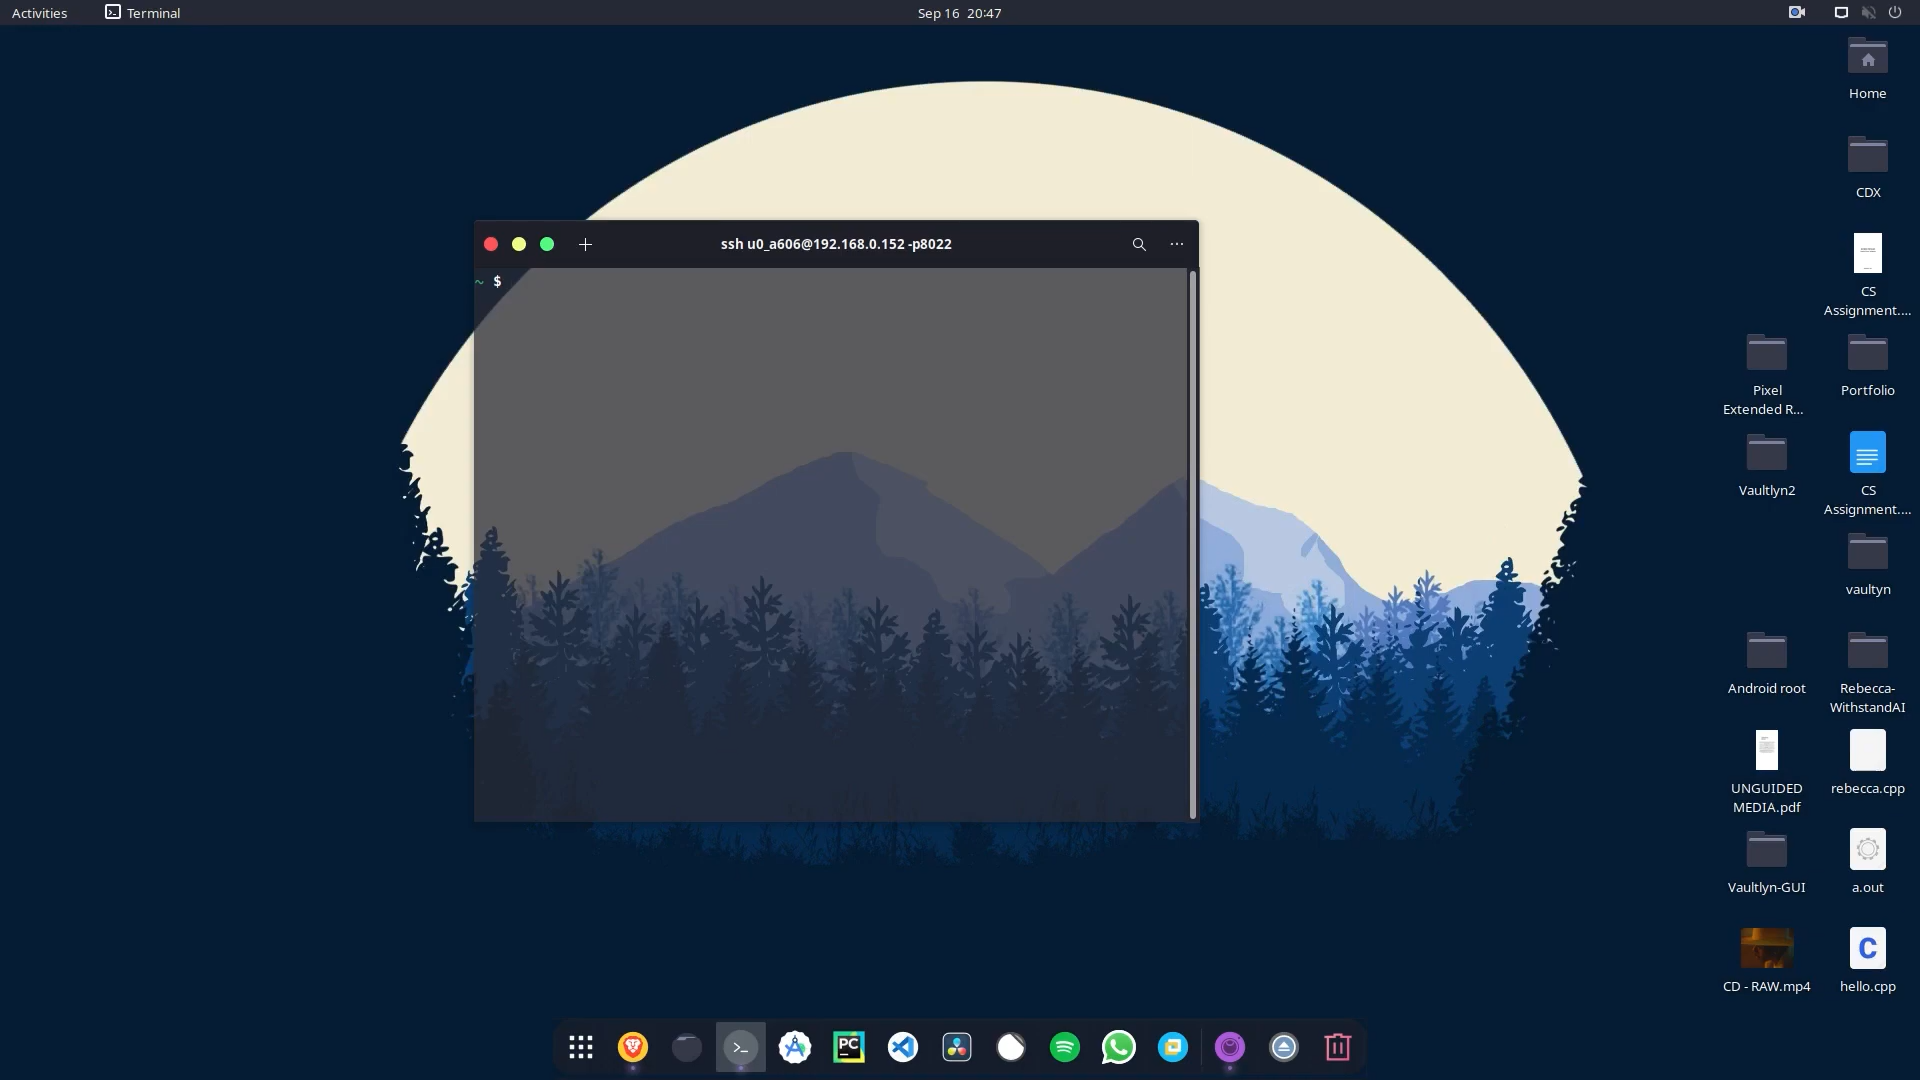 Activities
Terminal
Sep 16 20:47
Home
CDX
CS
Assignment....
Pixel
Extended R...
Portfolio
Vaultlyn2
CS
Assignment....
vaultyn
Android root
Rebecca-
WithstandAI
UNGUIDED
MEDIA.pdf
rebecca.cpp
Vaultlyn-GUI
a.out
CD - RAW.mp4
hello.cpp
ssh u0_a606@192.168.0.152 -p8022
~ $
PC
C